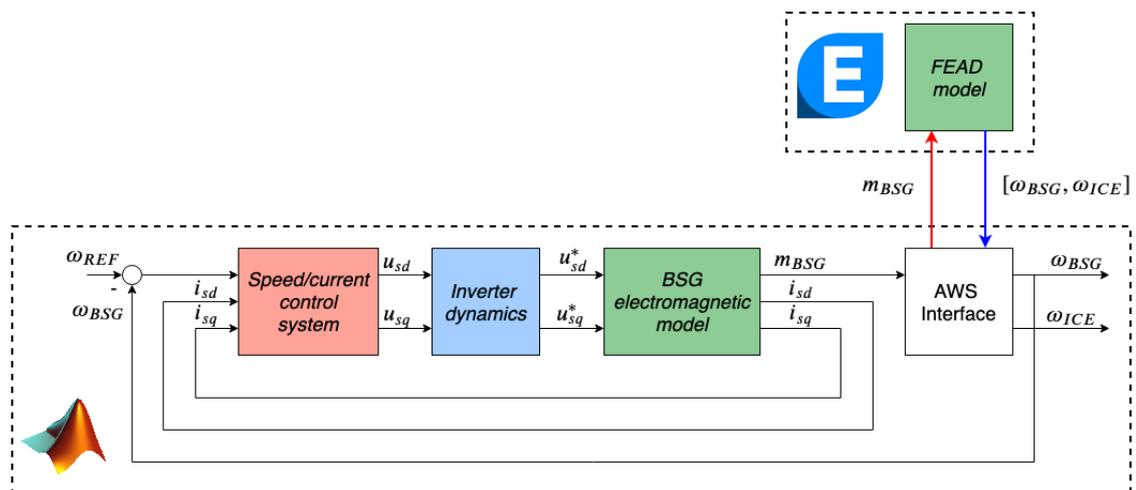 E
FEAD
model
m_BSG
[ω_BSG, ω_ICE]
ω_REF
-
ω_BSG
i_sd
i_sq
Speed/current
control
system
u_sd
u_sq
Inverter
dynamics
u*_sd
u*_sq
BSG
electromagnetic
model
m_BSG
i_sd
i_sq
AWS
Interface
ω_BSG
ω_ICE